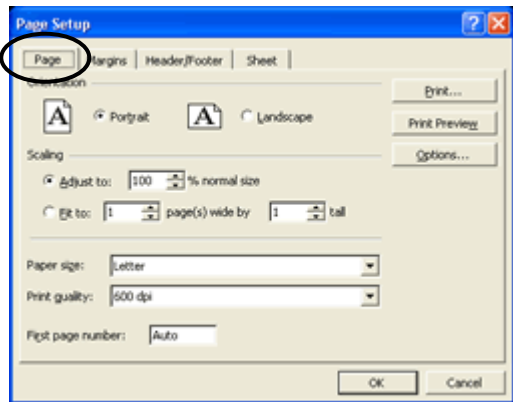 Page Setup
Page Margins Header/Footer Sheet
Orientation
A Portrait A Landscape
Print...
Print Preview
Options...
Scaling
Adjust to: 100 % normal size
Fit to: 1 page(s) wide by 1 tall
Paper size: Letter
Print quality: 600 dpi
First page number: Auto
OK Cancel